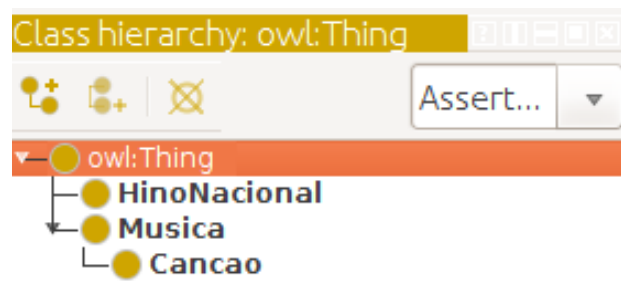 Class hierarchy: owl:Thing
Assert...
owl:Thing
HinoNacional
Musica
Cancao